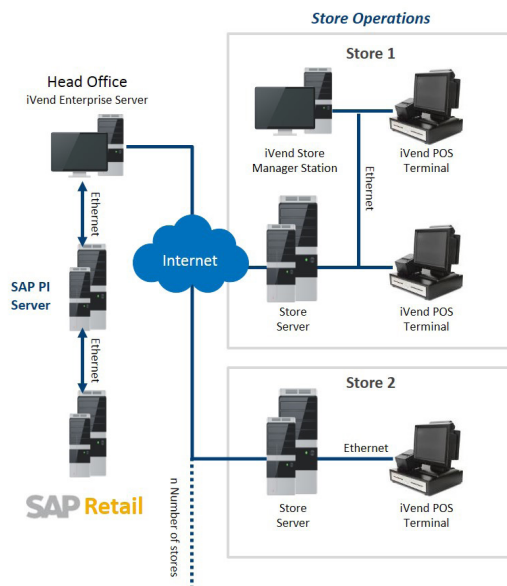 Store Operations
Store 1
Head Office
iVend Enterprise Server
iVend Store
Manager Station
iVend POS
Terminal
Ethernet
Ethernet
Internet
SAP PI
Server
Store
Server
iVend POS
Terminal
Ethernet
Store 2
Ethernet
Store
Server
iVend POS
Terminal
SAP Retail
n Number of stores